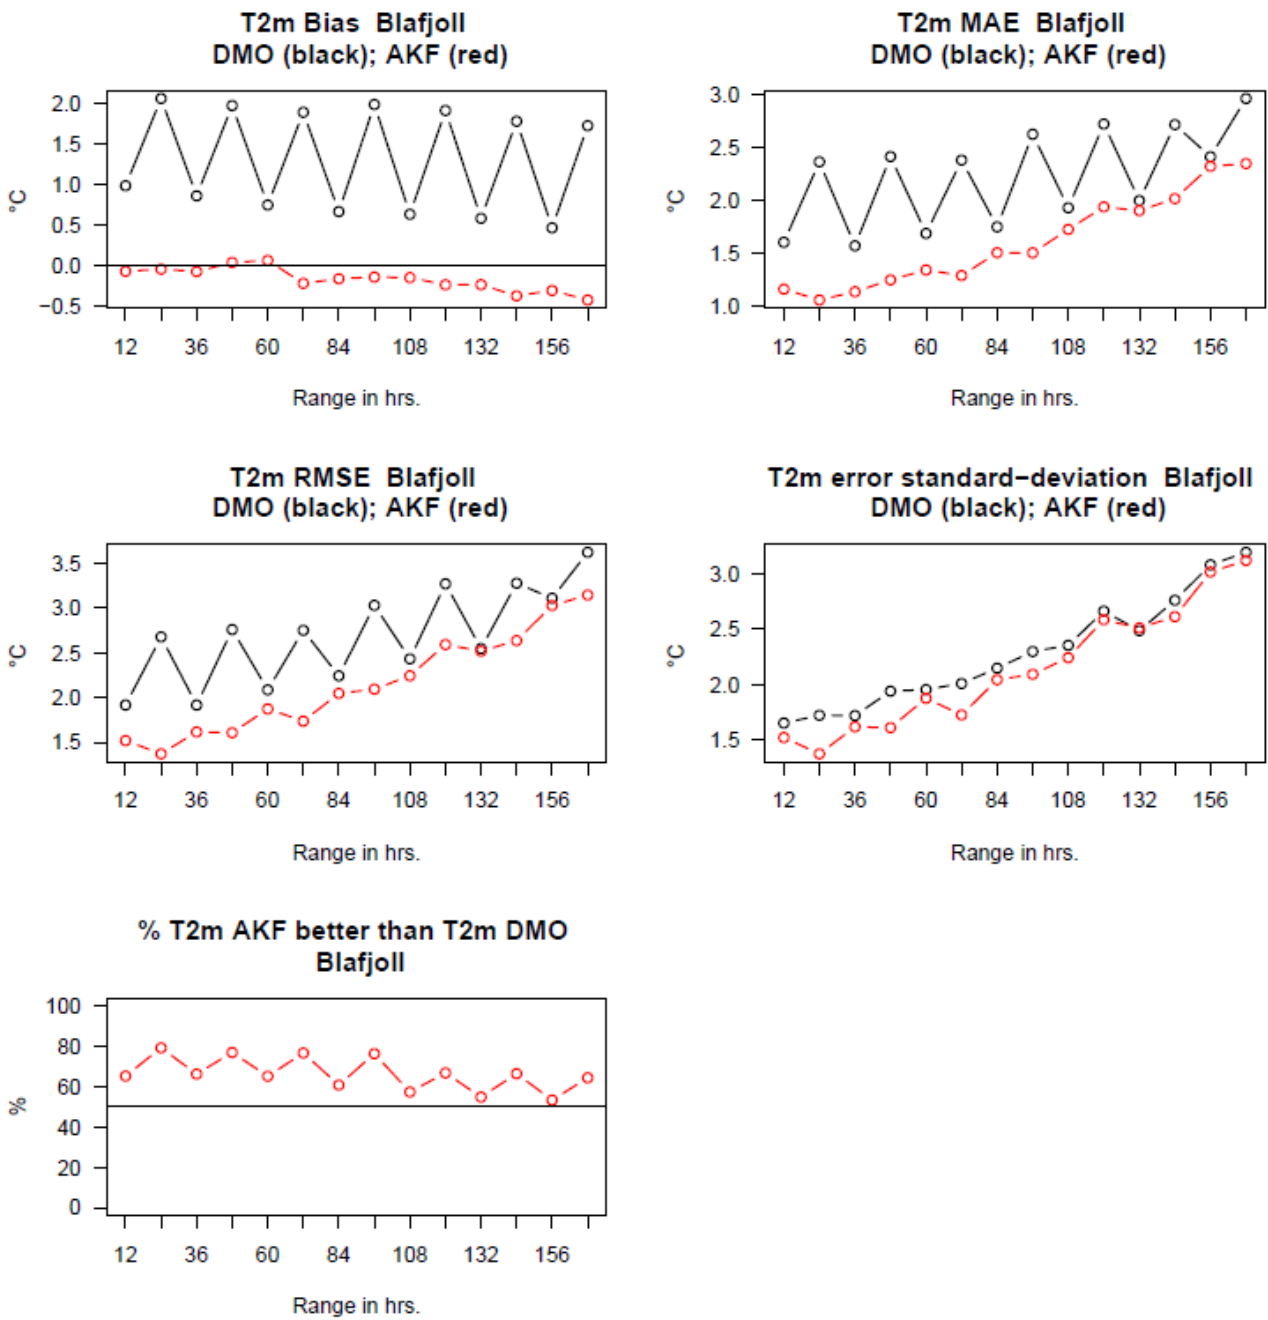 T2m Bias  Blafjoll
DMO (black); AKF (red)
°C
2.0
1.5
1.0
0.5
0.0
−0.5
12 36 60 84 108 132 156
Range in hrs.
T2m MAE  Blafjoll
DMO (black); AKF (red)
°C
3.0
2.5
2.0
1.5
1.0
12 36 60 84 108 132 156
Range in hrs.
T2m RMSE  Blafjoll
DMO (black); AKF (red)
°C
3.5
3.0
2.5
2.0
1.5
12 36 60 84 108 132 156
Range in hrs.
T2m error standard−deviation  Blafjoll
DMO (black); AKF (red)
°C
3.0
2.5
2.0
1.5
12 36 60 84 108 132 156
Range in hrs.
% T2m AKF better than T2m DMO
Blafjoll
%
100
80
60
40
20
0
12 36 60 84 108 132 156
Range in hrs.